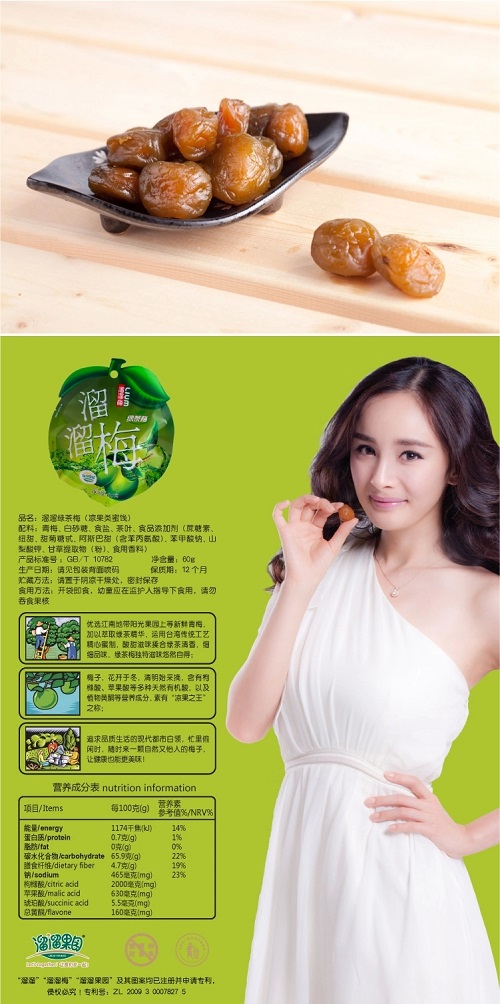 溜
溜梅
LIUM
绿茶梅
品名：溜溜绿茶梅（凉果类蜜饯）
配料：青梅、白砂糖、食盐、茶叶、食品添加剂（蔗糖素、
纽甜、甜菊糖甙、阿斯巴甜（含苯丙氨酸）、苯甲酸钠、山
梨酸钾、甘草提取物（粉）、食用香料）
产品标准号：GB/T 10782 净含量：60g
生产日期：请见包装背面喷码 保质期：12个月
贮藏方法：请置于阴凉干燥处，密封保存
食用方法：开袋即食，幼童应在监护人指导下食用，请勿
吞食果核
优选江南地带阳光果园上等新鲜青梅，
加以萃取绿茶精华，运用台湾传统工艺
精心蜜制，酸甜滋味揉合绿茶清香，细
细品味，绿茶梅独特滋味悠然自得；
梅子，花开于冬，清明始采摘，含有枸
橼酸、苹果酸等多种天然有机酸，以及
植物黄酮等营养成分，素有“凉果之王”
之称；
追求品质生活的现代都市白领，忙里偷
闲时，随时来一颗自然又怡人的梅子，
让健康也能更美味！
营养成分表 nutrition information
项目/Items 每100克(g) 营养素参考值%/NRV%
能量/energy 1174千焦(kJ) 14%
蛋白质/protein 0.7克(g) 1%
脂肪/fat 0克(g) 0%
碳水化合物/carbohydrate 65.9克(g) 22%
膳食纤维/dietary fiber 4.7克(g) 19%
钠/sodium 465毫克(mg) 23%
枸橼酸/citric acid 2000毫克(mg)
苹果酸/malic acid 630毫克(mg)
琥珀酸/succinic acid 5.5毫克(mg)
总黄酮/flavone 160毫克(mg)
溜溜果园
“溜溜”“溜溜梅”“溜溜果园”及其图案均已注册并申请专利，
侵权必究！专利号：ZL 2009 3 0007827 5